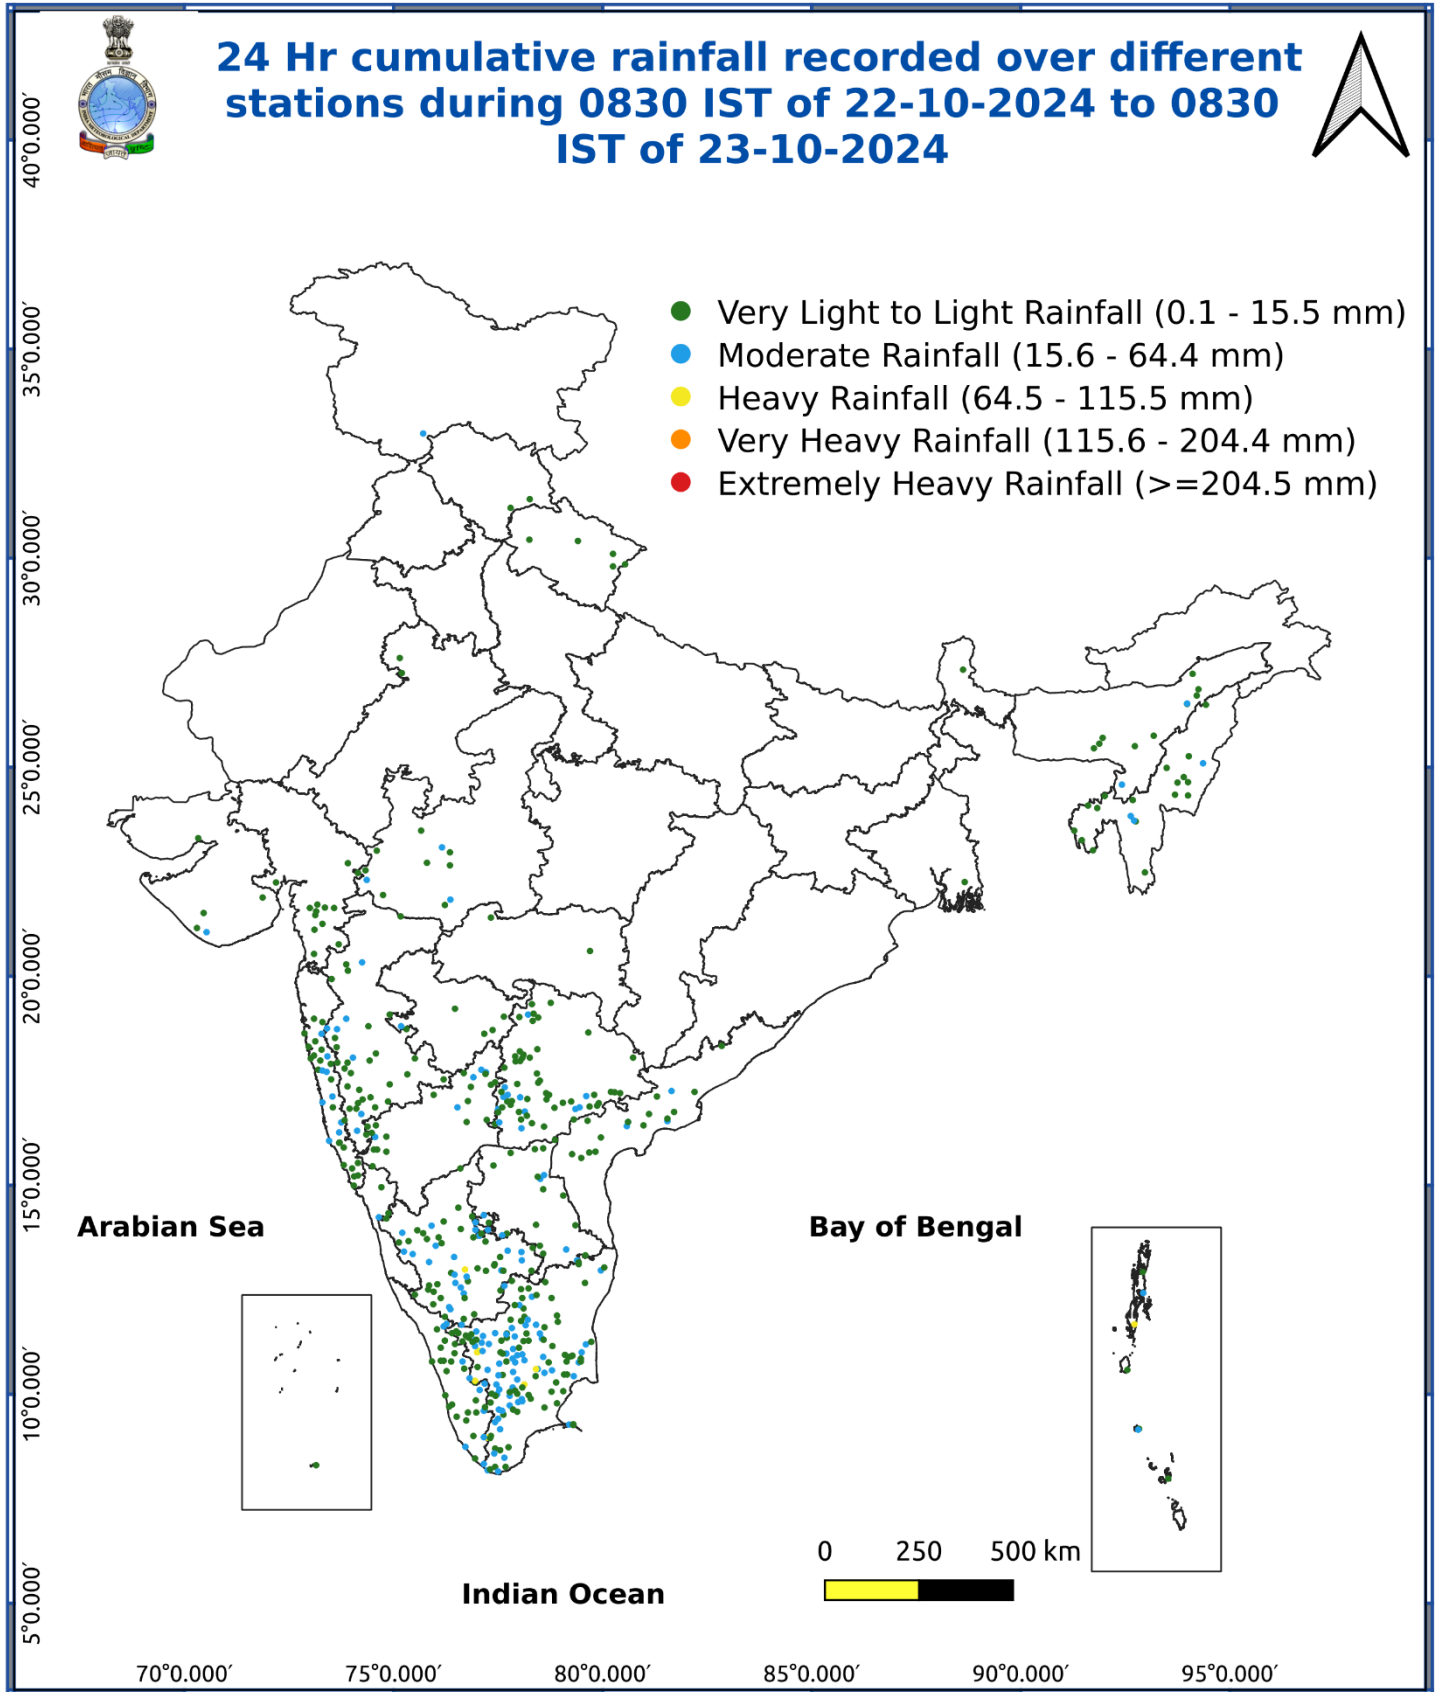 24 Hr cumulative rainfall recorded over different
stations during 0830 IST of 22-10-2024 to 0830
IST of 23-10-2024
Very Light to Light Rainfall (0.1 - 15.5 mm)
Moderate Rainfall (15.6 - 64.4 mm)
Heavy Rainfall (64.5 - 115.5 mm)
Very Heavy Rainfall (115.6 - 204.4 mm)
Extremely Heavy Rainfall (>=204.5 mm)
40°0.000′
35°0.000′
30°0.000′
25°0.000′
20°0.000′
15°0.000′
10°0.000′
5°0.000′
Arabian Sea
Bay of Bengal
Indian Ocean
0 250 500 km
70°0.000′ 75°0.000′ 80°0.000′ 85°0.000′ 90°0.000′ 95°0.000′